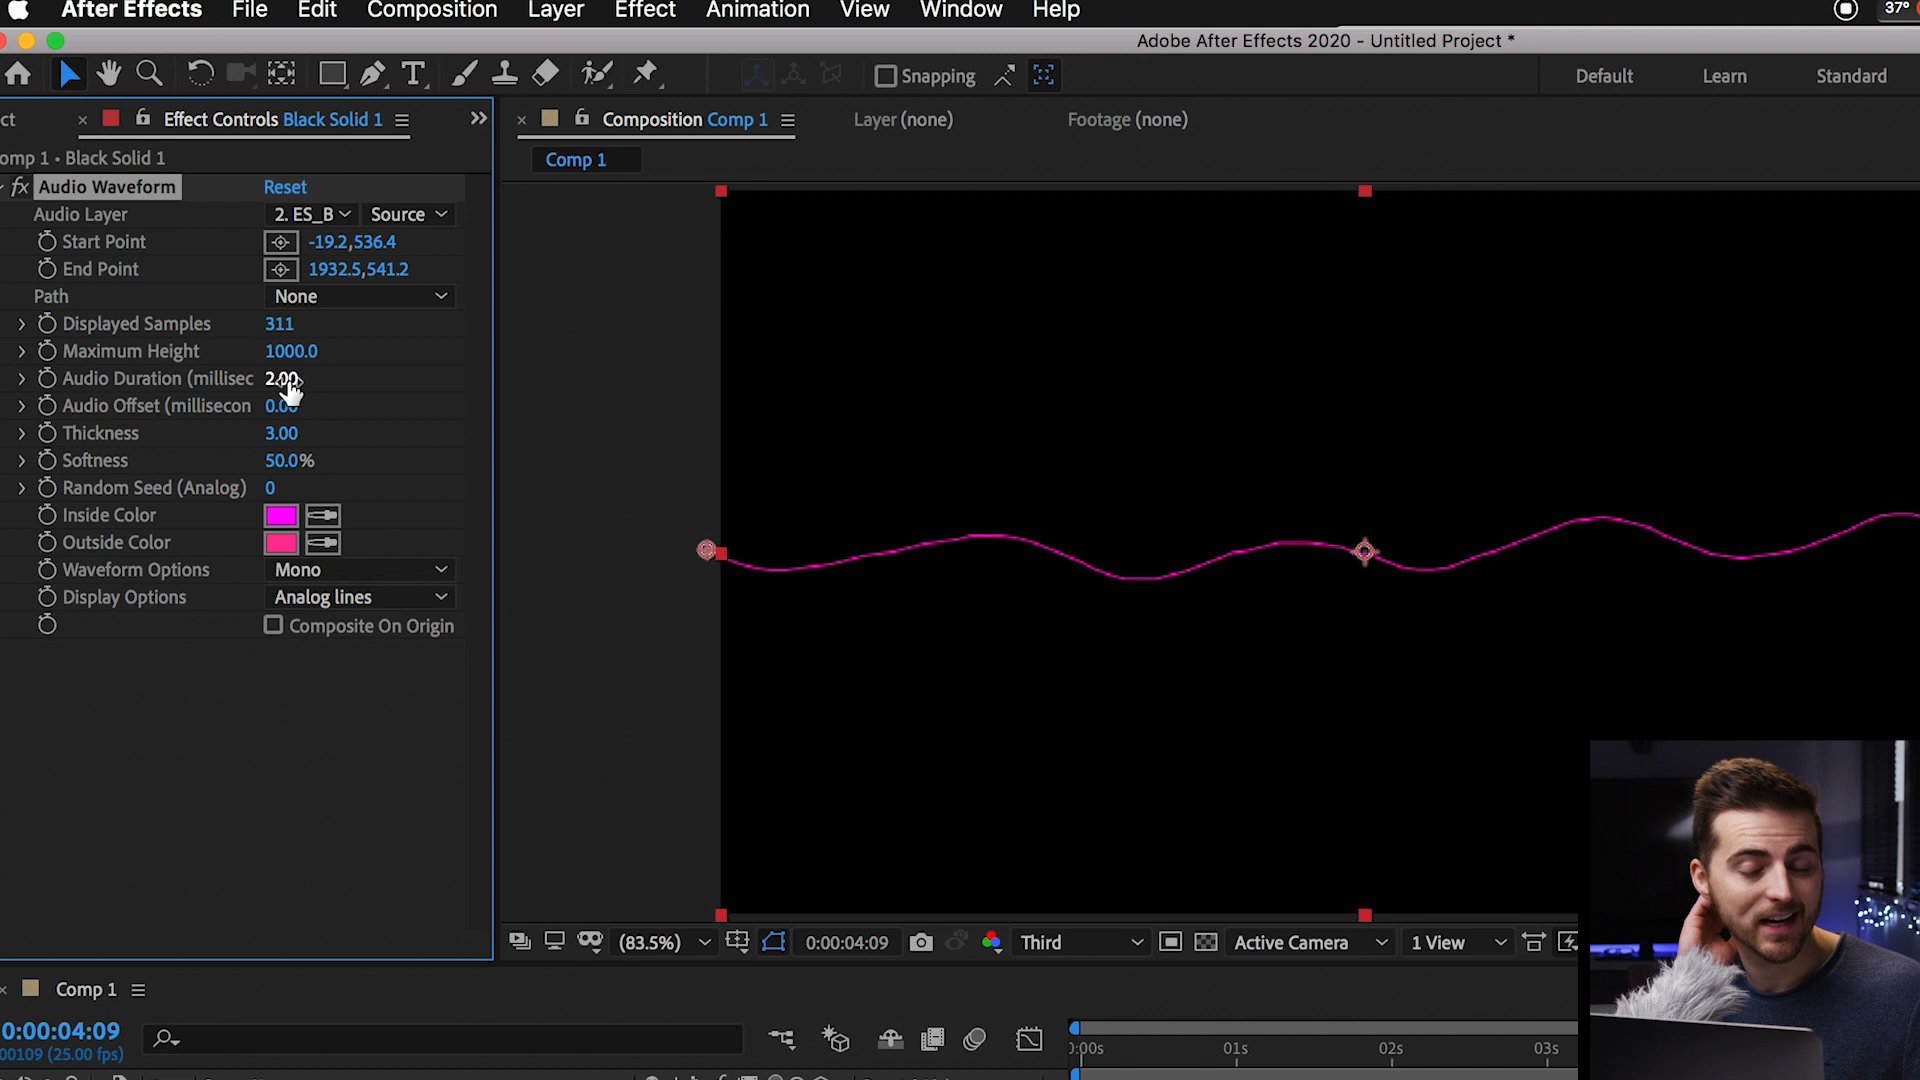 After Effects File Edit Composition Layer Effect Animation View Window Help 37°
Adobe After Effects 2020 - Untitled Project *
Snapping Default Learn Standard
ct × Effect Controls Black Solid 1 Composition Comp 1 Layer (none) Footage (none)
omp 1 • Black Solid 1
Comp 1
fx Audio Waveform Reset
Audio Layer 2. ES_B Source
Start Point -19.2,536.4
End Point 1932.5,541.2
Path None
Displayed Samples 311
Maximum Height 1000.0
Audio Duration (millisec 2.00
Audio Offset (millisecon 0.00
Thickness 3.00
Softness 50.0%
Random Seed (Analog) 0
Inside Color
Outside Color
Waveform Options Mono
Display Options Analog lines
Composite On Origin
(83.5%) 0:00:04:09 Third Active Camera 1 View
Comp 1
0:00:04:09
00109 (25.00 fps)
0:00s 01s 02s 03s